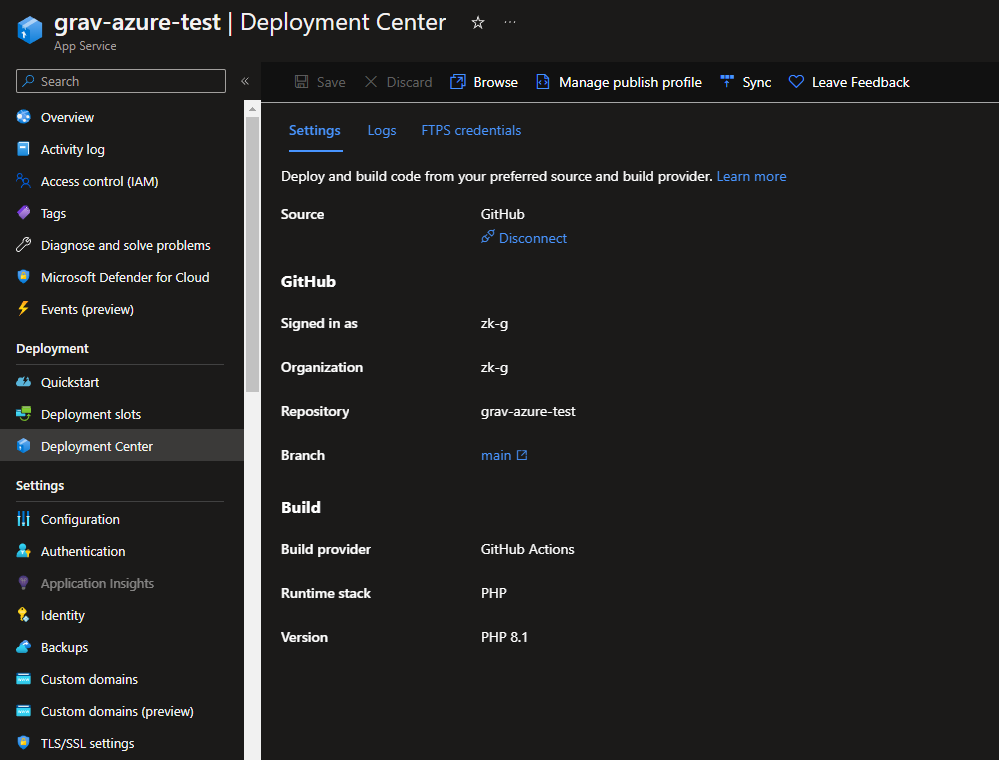 grav-azure-test | Deployment Center
App Service
Search
«
Save
Discard
Browse
Manage publish profile
Sync
Leave Feedback
Overview
Activity log
Access control (IAM)
Tags
Diagnose and solve problems
Microsoft Defender for Cloud
Events (preview)
Deployment
Quickstart
Deployment slots
Deployment Center
Settings
Configuration
Authentication
Application Insights
Identity
Backups
Custom domains
Custom domains (preview)
TLS/SSL settings
Settings
Logs
FTPS credentials
Deploy and build code from your preferred source and build provider. Learn more
Source GitHub
Disconnect
GitHub
Signed in as zk-g
Organization zk-g
Repository grav-azure-test
Branch main
Build
Build provider GitHub Actions
Runtime stack PHP
Version PHP 8.1